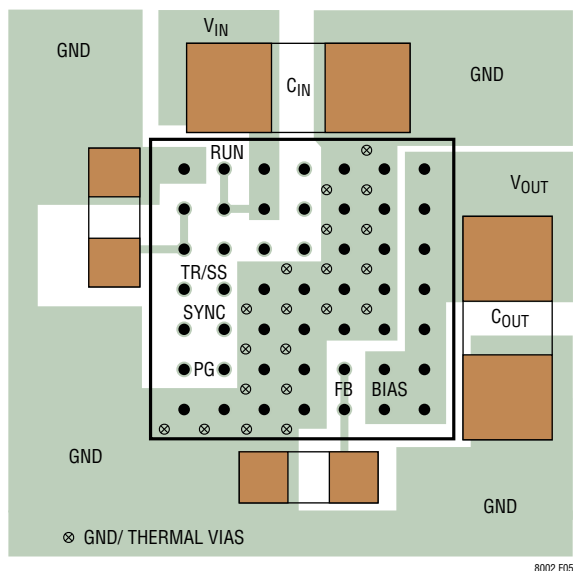 VIN
GND
CIN
GND
RUN
VOUT
TR/SS
SYNC
COUT
PG
FB
BIAS
GND
GND
⊗ GND/ THERMAL VIAS
8002 F05